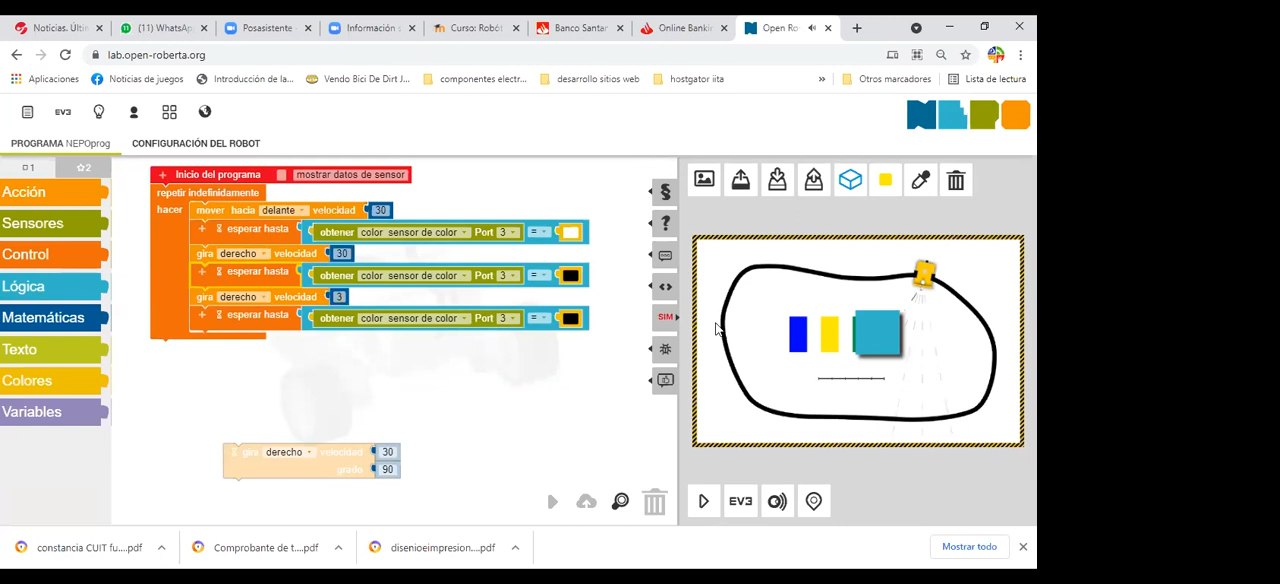 Noticias. Últim
(11) WhatsAp
Posasistente -
Información s
Curso: Robót
Banco Santan
Online Bankin
Open Ro
lab.open-roberta.org
Aplicaciones
Noticias de juegos
Introducción de la...
Vendo Bici De Dirt J...
componentes electr...
desarrollo sitios web
hostgator iita
»
Otros marcadores
Lista de lectura
EV3
PROGRAMA NEPOprog
CONFIGURACIÓN DEL ROBOT
1
2
Acción
Sensores
Control
Lógica
Matemáticas
Texto
Colores
Variables
+ Inicio del programa mostrar datos de sensor
repetir indefinidamente
hacer mover hacia delante velocidad 30
+ esperar hasta obtener color sensor de color Port 3 =
gira derecho velocidad 30
+ esperar hasta obtener color sensor de color Port 3 =
gira derecho velocidad 3
+ esperar hasta obtener color sensor de color Port 3 =
gira derecho velocidad 30
grado 90
§
?
< >
SIM
EV3
constancia CUIT fu....pdf
Comprobante de t....pdf
disenioeimpresion....pdf
Mostrar todo